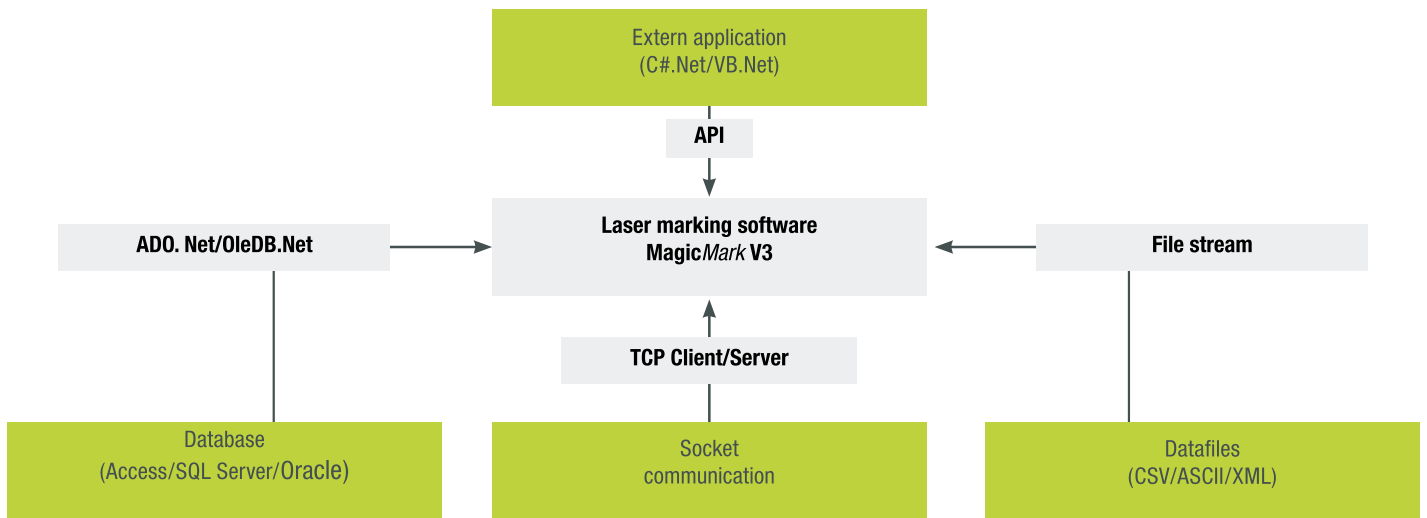 Extern application
(C#.Net/VB.Net)
API
Laser marking software
MagicMark V3
ADO. Net/OleDB.Net
File stream
TCP Client/Server
Database
(Access/SQL Server/Oracle)
Socket
communication
Datafiles
(CSV/ASCII/XML)